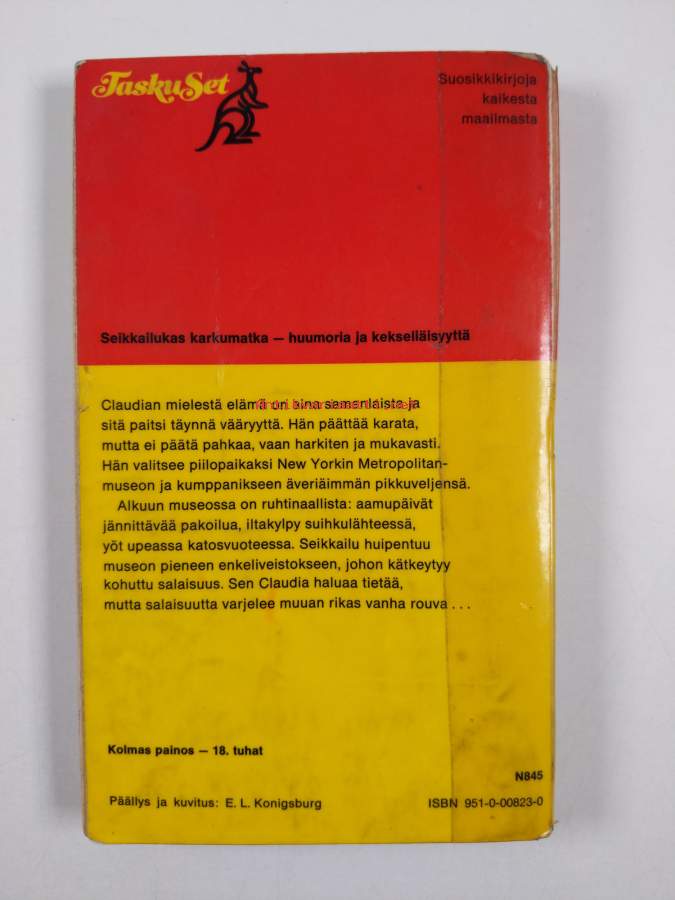 TaskuSet
Suosikkikirjoja
kaikesta
maailmasta
Seikkailukas karkumatka — huumoria ja kekseliäisyyttä
Claudian mielestä elämä on aina samanlaista ja
sitä paitsi täynnä vääryyttä. Hän päättää karata,
mutta ei päätä pahkaa, vaan harkiten ja mukavasti.
Hän valitsee piilopaikaksi New Yorkin Metropolitan-
museon ja kumppanikseen äveriäimmän pikkuveljensä.
Alkuun museossa on ruhtinaallista: aamupäivät
jännittävää pakoilua, iltakylpy suihkulähteessä,
yöt upeassa katosvuoteessa. Seikkailu huipentuu
museon pieneen enkeliveistokseen, johon kätkeytyy
kohuttu salaisuus. Sen Claudia haluaa tietää,
mutta salaisuutta varjelee muuan rikas vanha rouva ...
Kolmas painos — 18. tuhat
N845
Päällys ja kuvitus: E. L. Konigsburg
ISBN 951-0-00823-0